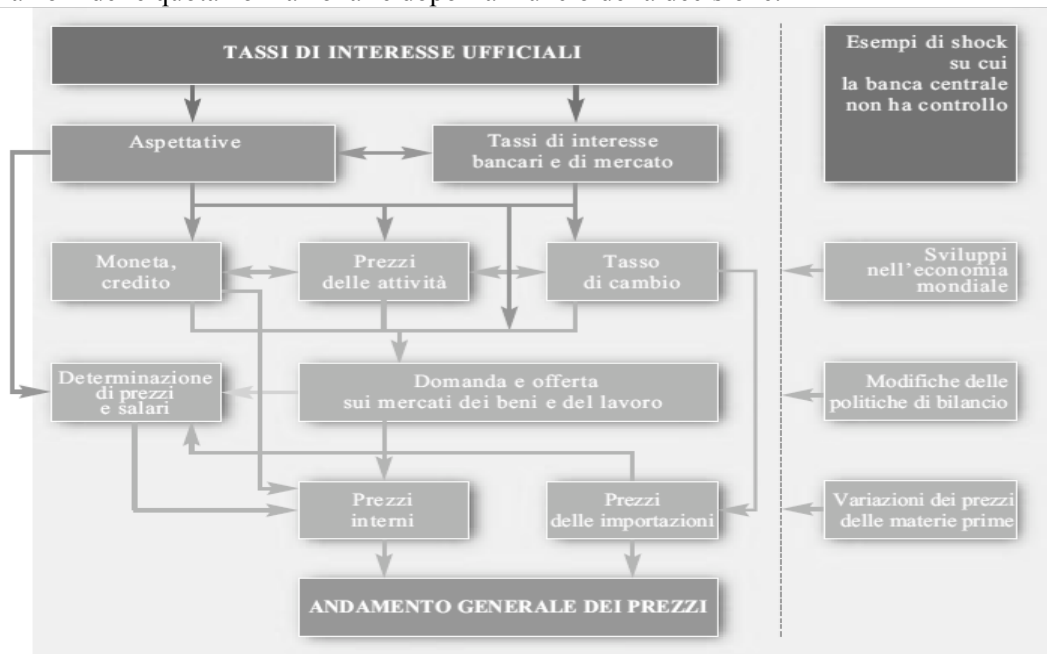 TASSI DI INTERESSE UFFICIALI
Esempi di shock
su cui
la banca centrale
non ha controllo
Aspettative
Tassi di interesse
bancari e di mercato
Moneta,
credito
Prezzi
delle attività
Tasso
di cambio
Sviluppi
nell'economia
mondiale
Determinazione
di prezzi
e salari
Domanda e offerta
sui mercati dei beni e del lavoro
Modifiche delle
politiche di bilancio
Prezzi
interni
Prezzi
delle importazioni
Variazioni dei prezzi
delle materie prime
ANDAMENTO GENERALE DEI PREZZI